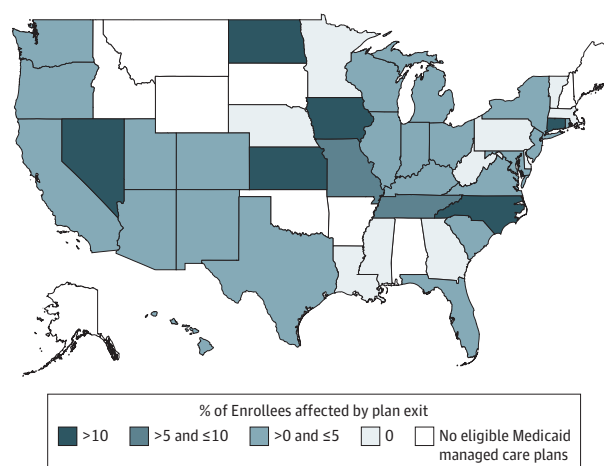 % of Enrollees affected by plan exit
>10 >5 and ≤10 >0 and ≤5 0 No eligible Medicaid
managed care plans